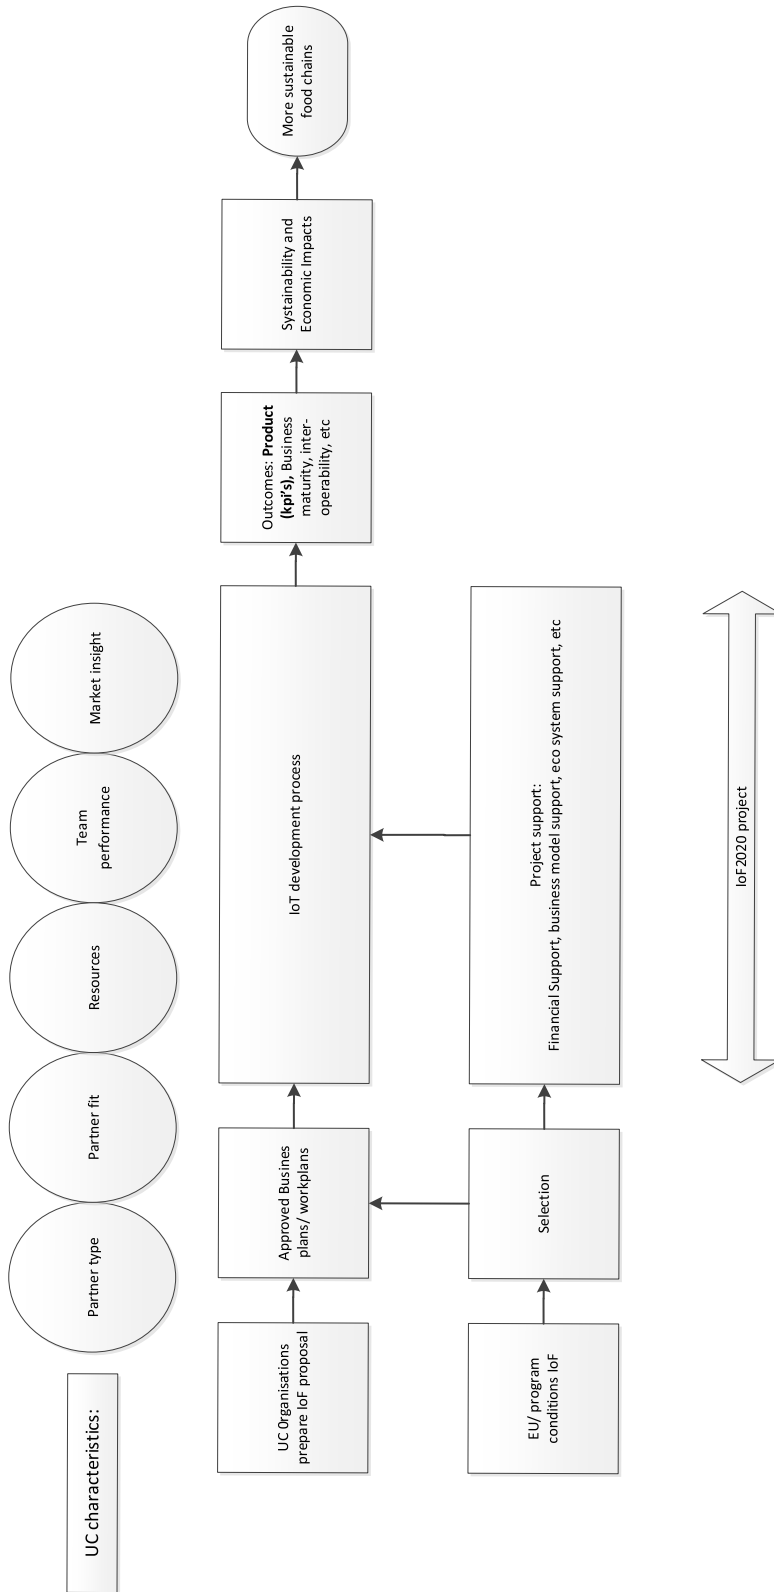 UC characteristics:
Partner type
Partner fit
Resources
Team
performance
Market insight
UC 0rganisations
prepare IoF proposal
Approved Busines
plans/ workplans
IoT development process
Outcomes: Product
(kpi's), Business
maturity, inter-
operability, etc
Systainability and
Economic Impacts
More sustainable
food chains
EU/ program
conditions IoF
Selection
Project support:
Financial Support, business model support, eco system support, etc
IoF2020 project